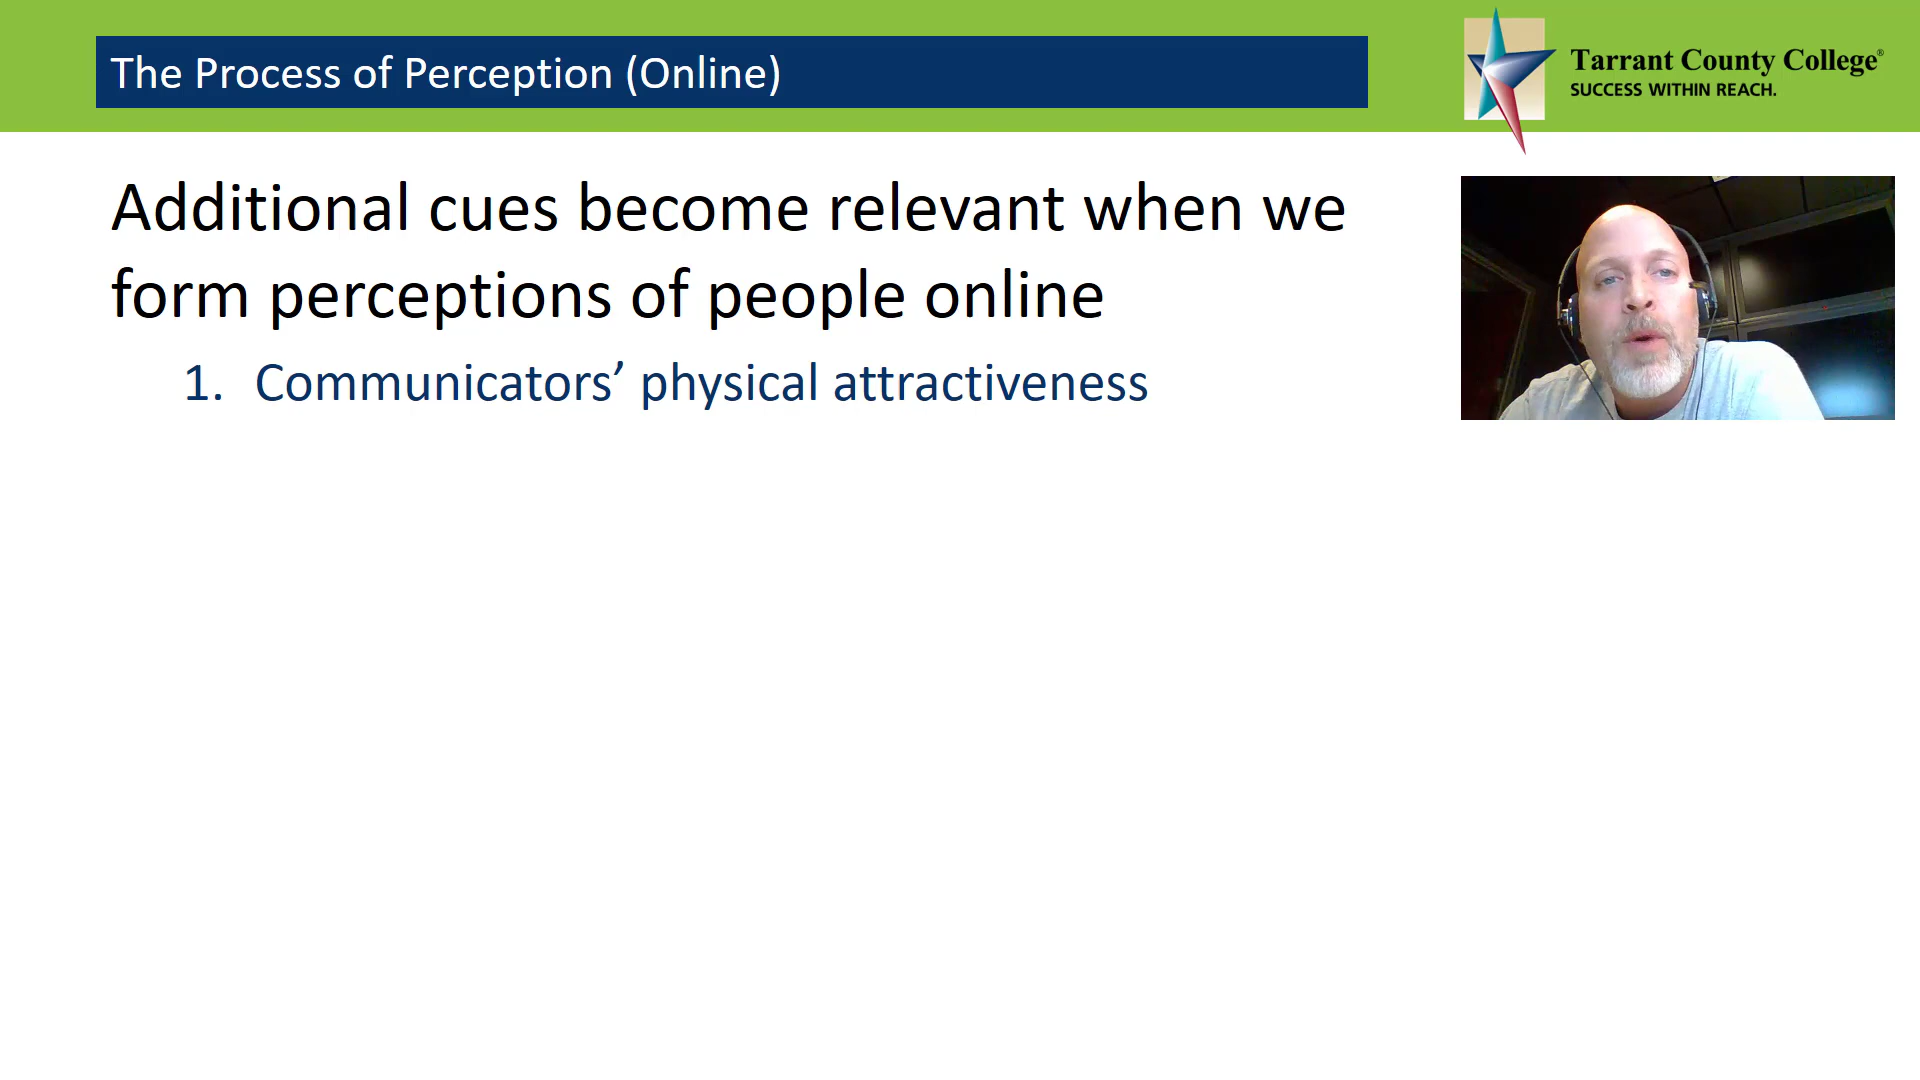 The Process of Perception (Online)
Tarrant County College®
SUCCESS WITHIN REACH.
Additional cues become relevant when we
form perceptions of people online
1. Communicators’ physical attractiveness